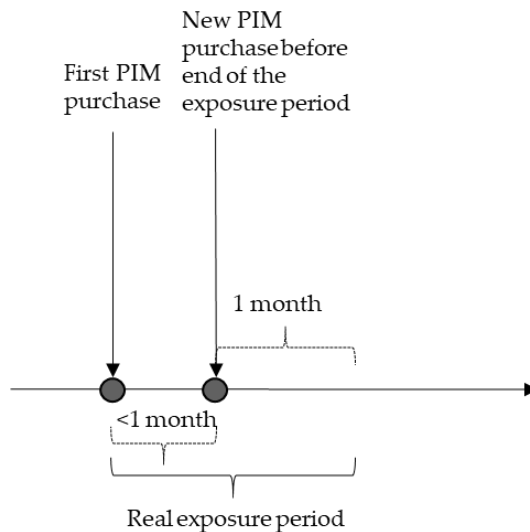 First PIM
purchase
New PIM
purchase before
end of the
exposure period
1 month
<1 month
Real exposure period